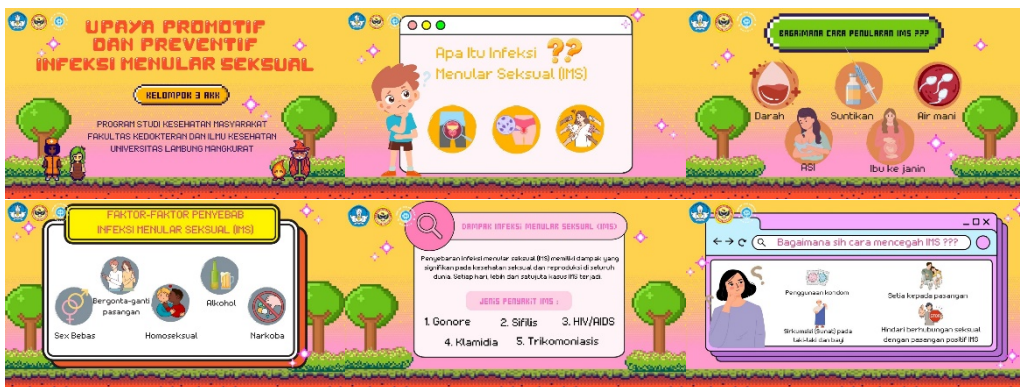 UPAYA PROMOTIF
DAN PREVENTIF
INFEKSI MENULAR SEKSUAL
KELOMPOK 3 AKK
PROGRAM STUDI KESEHATAN MASYARAKAT
FAKULTAS KEDOKTERAN DAN ILMU KESEHATAN
UNIVERSITAS LAMBUNG MANGKURAT
Apa Itu Infeksi ??
Menular Seksual (IMS)
BAGAIMANA CARA PENULARAN IMS ???
Darah
Suntikan
Air mani
ASI
Ibu ke janin
FAKTOR-FAKTOR PENYEBAB
INFEKSI MENULAR SEKSUAL (IMS)
Bergonta-ganti
pasangan
Alkohol
Sex Bebas
Homoseksual
Narkoba
DAMPAK INFEKSI MENULAR SEKSUAL (IMS)
Penyebaran infeksi menular seksual (IMS) memiliki dampak yang
signifikan pada kesehatan seksual dan reproduksi di seluruh
dunia. Setiap hari, lebih dari satu juta kasus IMS terjadi.
JENIS PENYAKIT IMS :
1. Gonore
2. Sifilis
3. HIV/AIDS
4. Klamidia
5. Trikomoniasis
Bagaimana sih cara mencegah IMS ???
Penggunaan kondom
Setia kepada pasangan
Sirkumsisi (Sunat) pada
laki-laki dan bayi
Hindari berhubungan seksual
dengan pasangan positif IMS